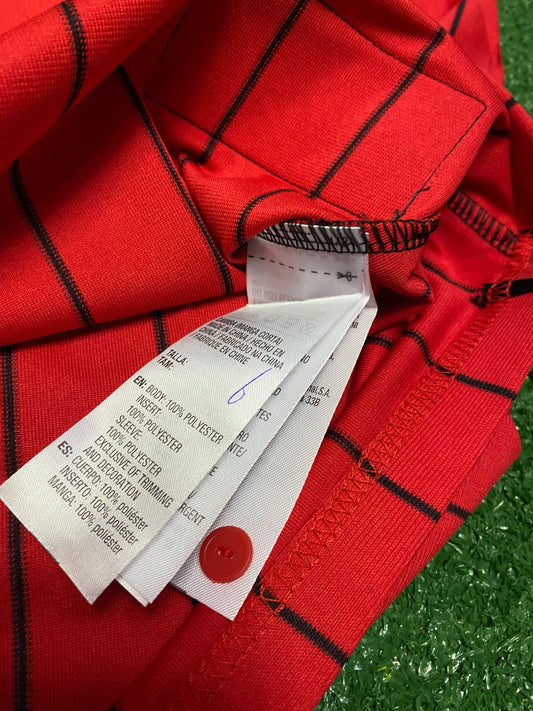 CAMISA (MANGA CORTA)
MADE IN CHINA / HECHO EN
CHINA / FABRICADO NA CHINA
/ FABRIQUE EN CHINE
TALLA:
TAM:
6
EN: BODY: 100% POLYESTER
INSERT:
100% POLYESTER
SLEEVE:
100% POLYESTER
EXCLUSIVE OF TRIMMING
AND DECORATION
ES: CUERPO: 100% poliéster
INSERTO: 100% poliéster
MANGA: 100% poliéster
S.A.
33B